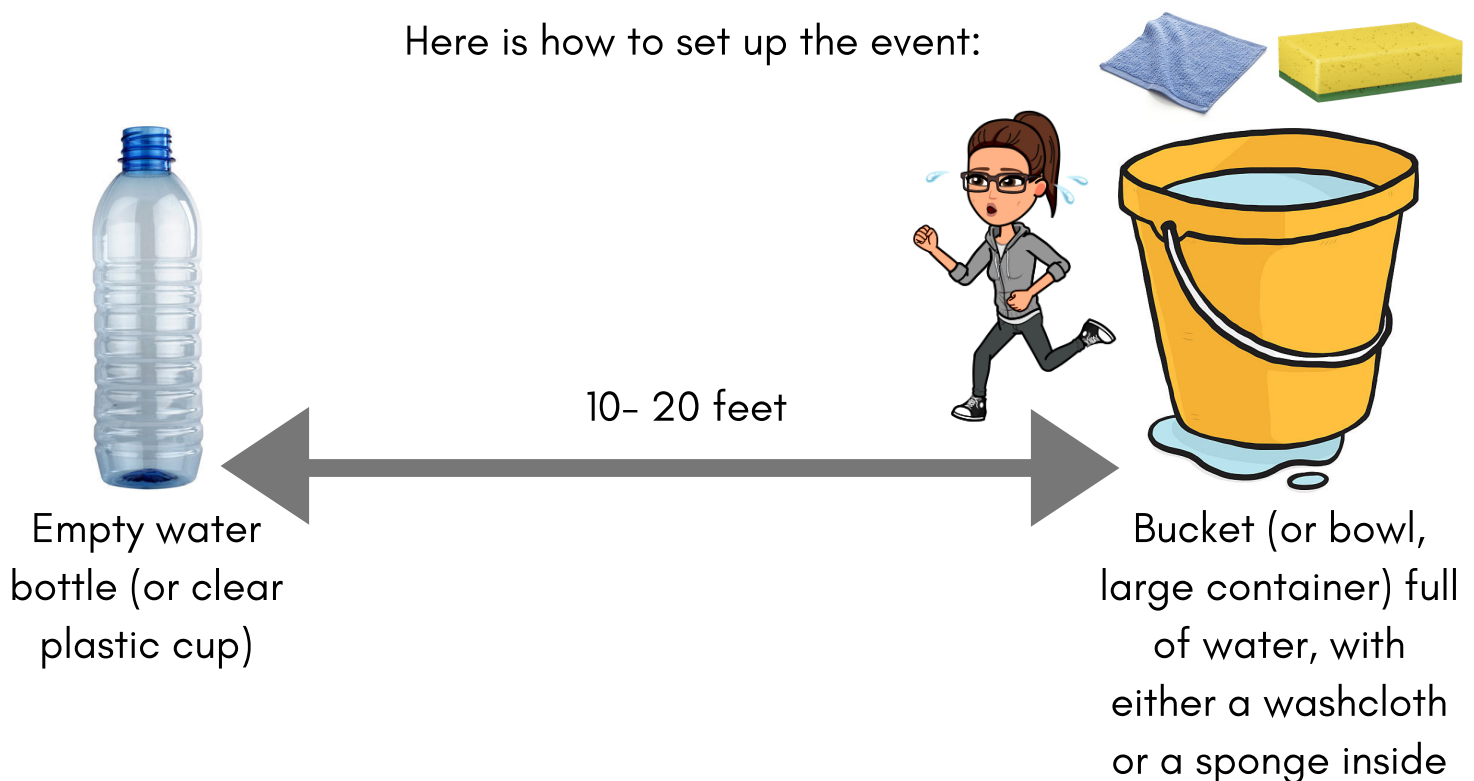 Here is how to set up the event:
10- 20 feet
Empty water
bottle (or clear
plastic cup)
Bucket (or bowl,
large container) full
of water, with
either a washcloth
or a sponge inside